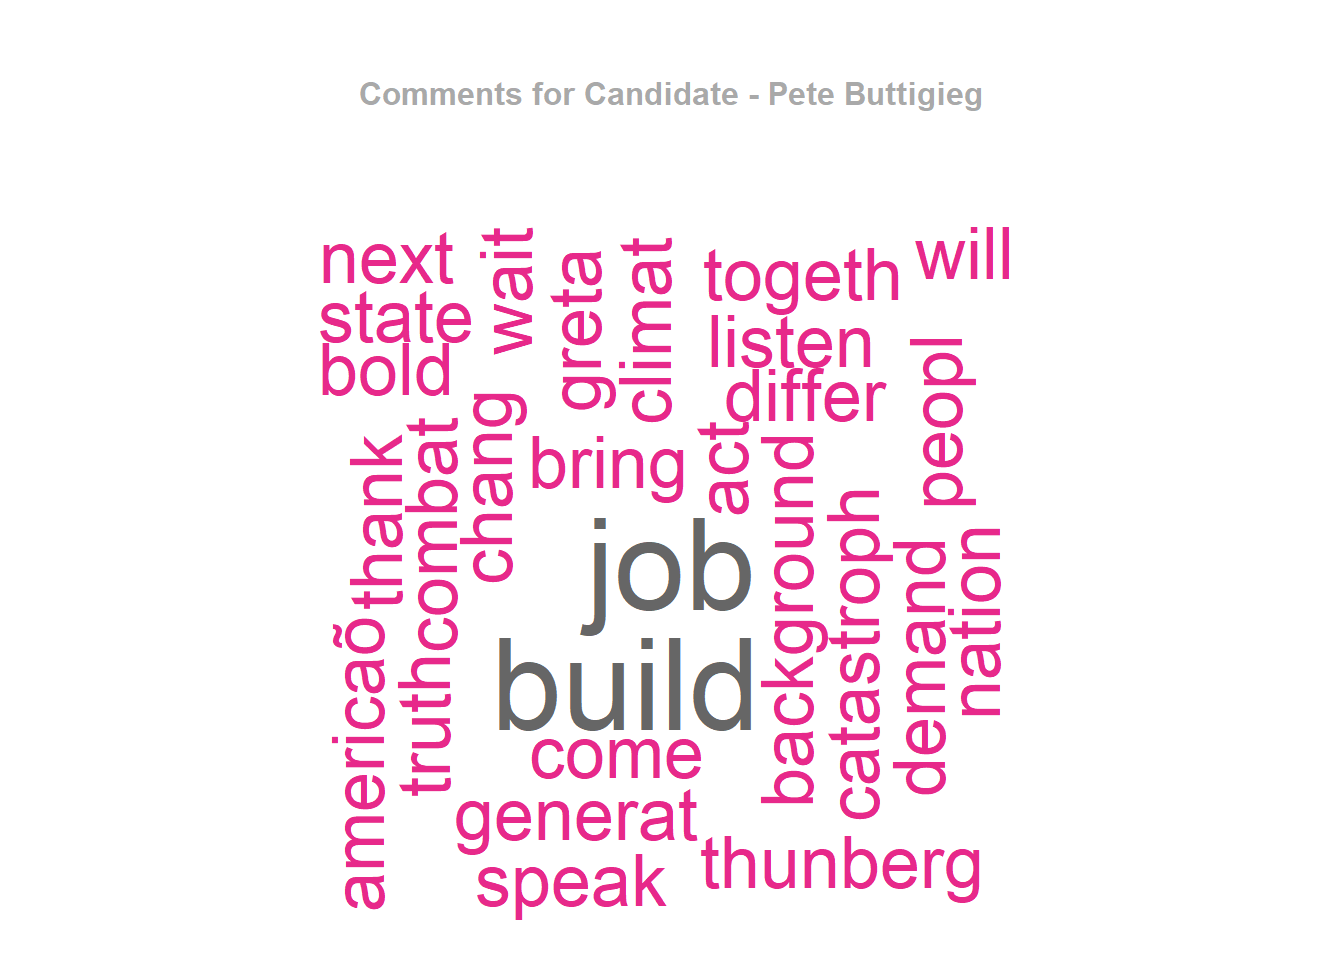 Comments for Candidate - Pete Buttigieg
next
wait
greta
climat
togeth
will
state
listen
bold
differ
peopl
chang
bring
act
thank
combat
background
catastroph
job
demand
nation
americaõ
truth
build
come
generat
thunberg
speak